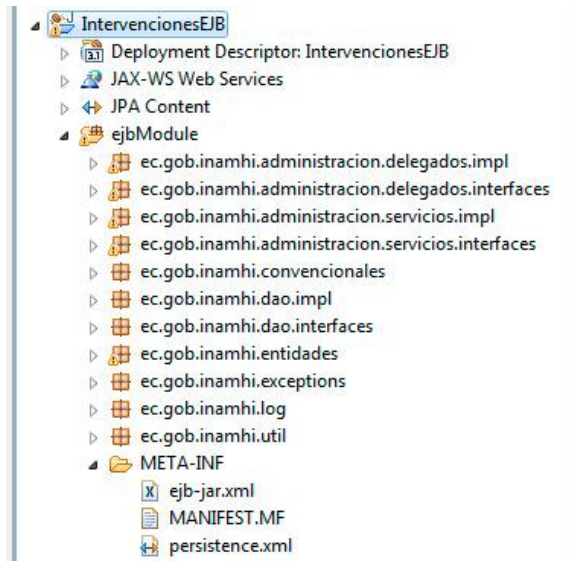 IntervencionesEJB
3.1 Deployment Descriptor: IntervencionesEJB
JAX-WS Web Services
JPA Content
ejbModule
ec.gob.inamhi.administracion.delegados.impl
ec.gob.inamhi.administracion.delegados.interfaces
ec.gob.inamhi.administracion.servicios.impl
ec.gob.inamhi.administracion.servicios.interfaces
ec.gob.inamhi.convencionales
ec.gob.inamhi.dao.impl
ec.gob.inamhi.dao.interfaces
ec.gob.inamhi.entidades
ec.gob.inamhi.exceptions
ec.gob.inamhi.log
ec.gob.inamhi.util
META-INF
X ejb-jar.xml
MANIFEST.MF
persistence.xml